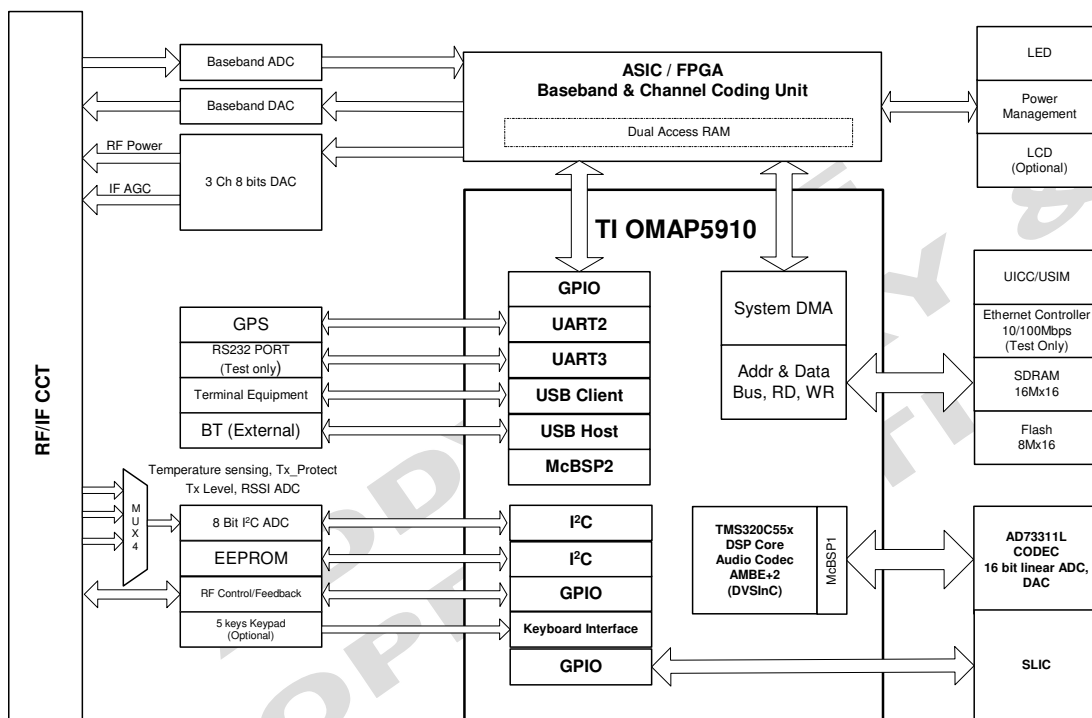 RF/IF CCT
Baseband ADC
Baseband DAC
RF Power
IF AGC
3 Ch 8 bits DAC
ASIC / FPGA
Baseband & Channel Coding Unit
Dual Access RAM
LED
Power
Management
LCD
(Optional)
TI OMAP5910
GPIO
UART2
UART3
USB Client
USB Host
McBSP2
GPS
RS232 PORT
(Test only)
Terminal Equipment
BT (External)
System DMA
Addr & Data
Bus, RD, WR
UICC/USIM
Ethernet Controller
10/100Mbps
(Test Only)
SDRAM
16Mx16
Flash
8Mx16
Temperature sensing, Tx_Protect
Tx Level, RSSI ADC
MUX4
8 Bit I²C ADC
EEPROM
RF Control/Feedback
5 keys Keypad
(Optional)
I²C
I²C
GPIO
Keyboard Interface
GPIO
TMS320C55x
DSP Core
Audio Codec
AMBE+2
(DVSInC)
McBSP1
AD73311L
CODEC
16 bit linear ADC,
DAC
SLIC